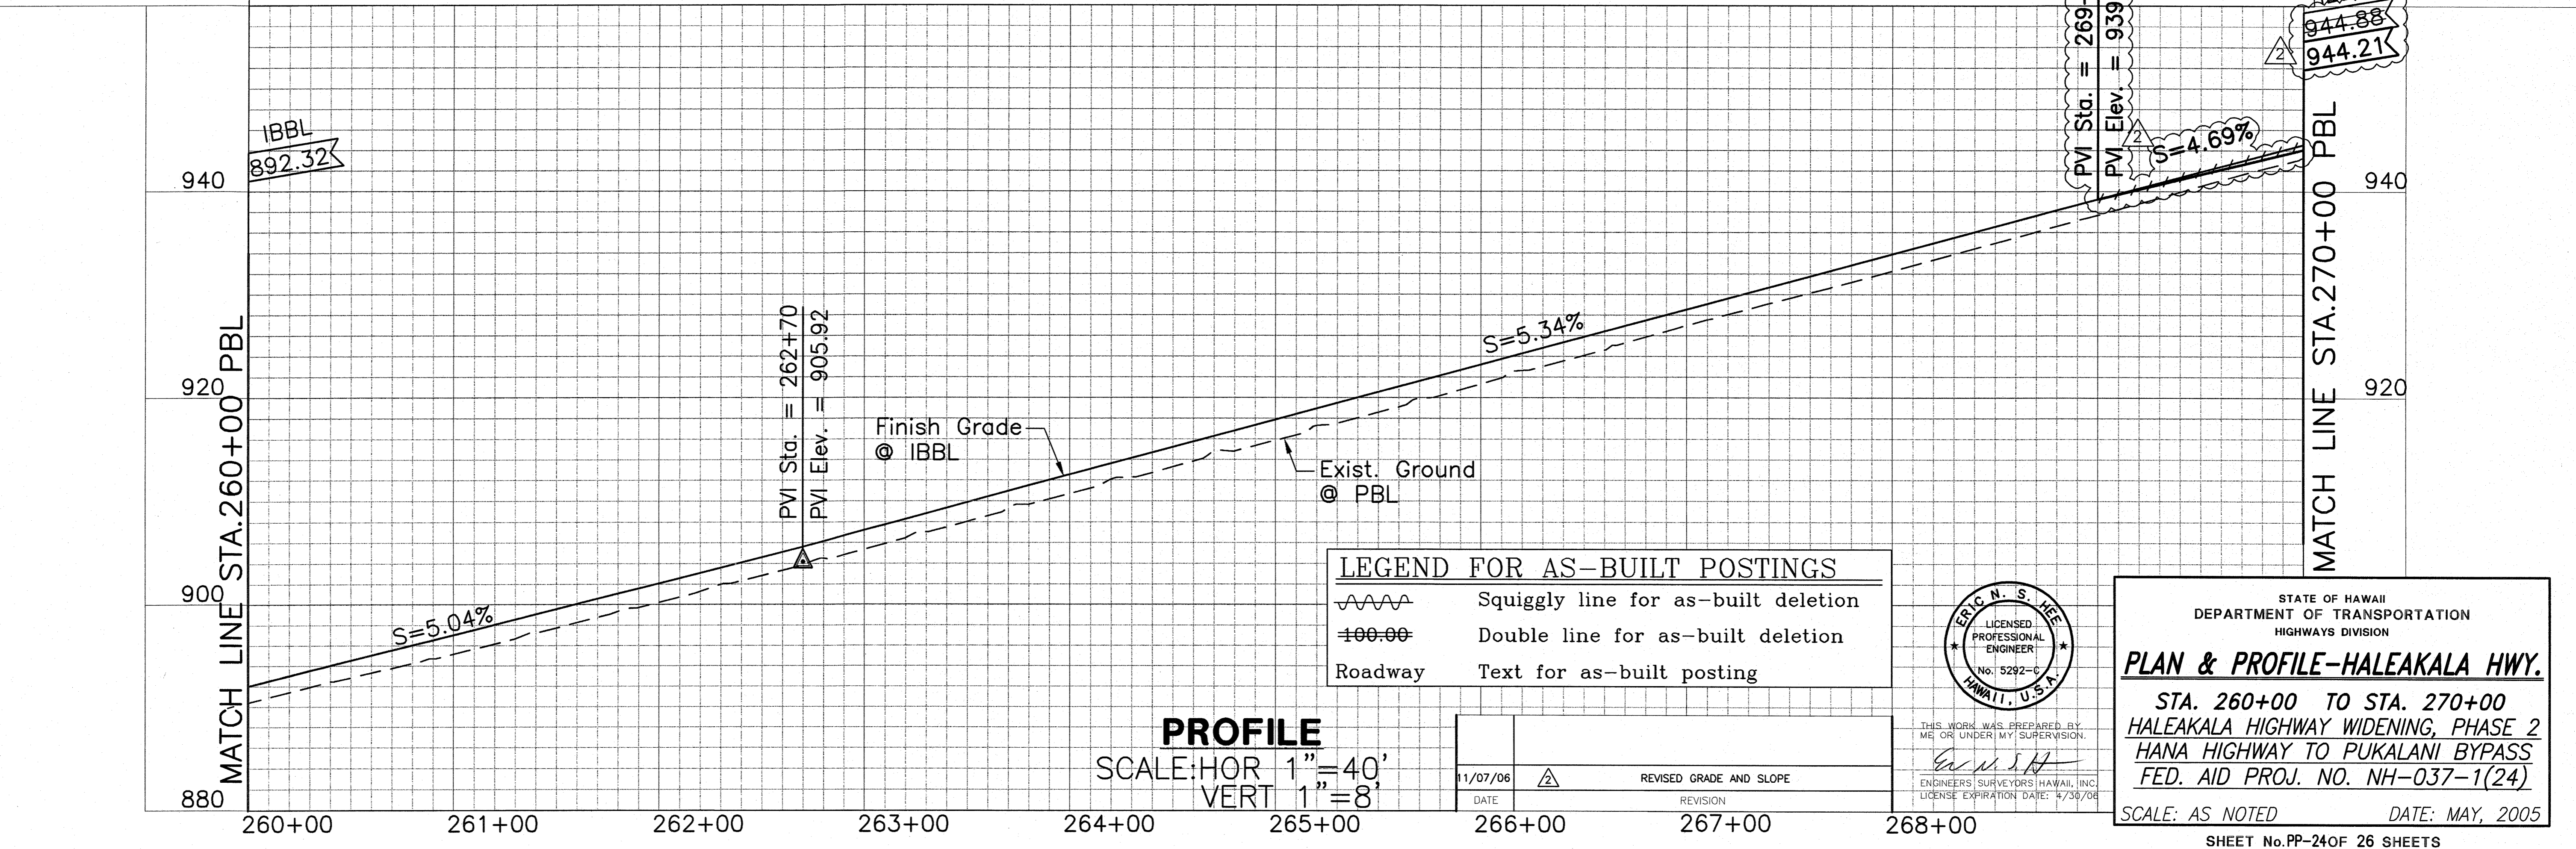 IBBL
892.32
944.88
944.21
2
940
920
900
880
940
920
MATCH LINE STA.260+00 PBL
MATCH LINE STA.270+00 PBL
PVI Sta. = 262+70
PVI Elev. = 905.92
PVI Sta. = 269
PVI Elev. = 939
2
S=4.69%
S=5.34%
S=5.04%
Finish Grade
@ IBBL
Exist. Ground
@ PBL
LEGEND FOR AS-BUILT POSTINGS
Squiggly line for as-built deletion
100.00 Double line for as-built deletion
Roadway Text for as-built posting
PROFILE
SCALE: HOR 1"=40'
VERT 1"=8'
260+00 261+00 262+00 263+00 264+00 265+00 266+00 267+00 268+00
11/07/06 2 REVISED GRADE AND SLOPE
DATE REVISION
ERIC N. S. HEE
LICENSED
PROFESSIONAL
ENGINEER
No. 5292-C
HAWAII, U.S.A.
THIS WORK WAS PREPARED BY
ME OR UNDER MY SUPERVISION.
ENGINEERS SURVEYORS HAWAII, INC.
LICENSE EXPIRATION DATE: 4/30/06
STATE OF HAWAII
DEPARTMENT OF TRANSPORTATION
HIGHWAYS DIVISION
PLAN & PROFILE-HALEAKALA HWY.
STA. 260+00 TO STA. 270+00
HALEAKALA HIGHWAY WIDENING, PHASE 2
HANA HIGHWAY TO PUKALANI BYPASS
FED. AID PROJ. NO. NH-037-1(24)
SCALE: AS NOTED DATE: MAY, 2005
SHEET No.PP-24OF 26 SHEETS